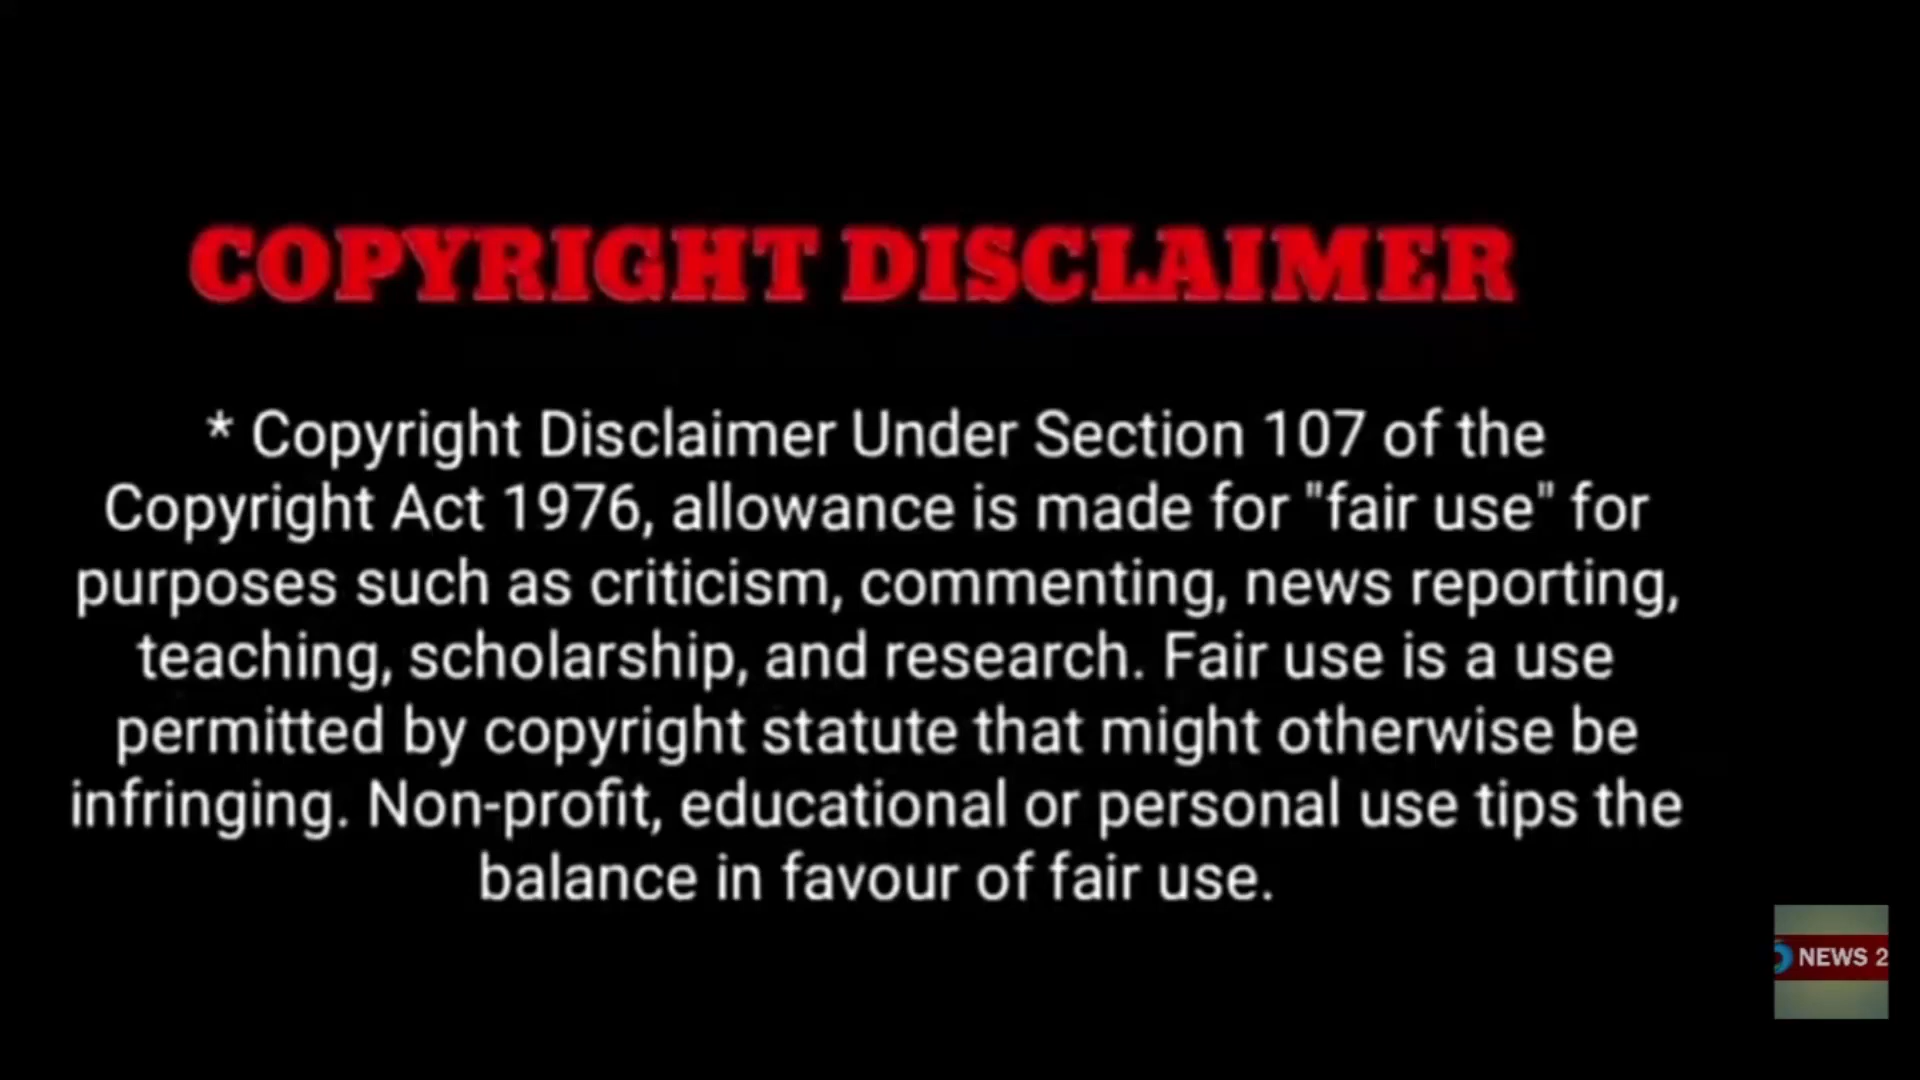 COPYRIGHT DISCLAIMER
* Copyright Disclaimer Under Section 107 of the
Copyright Act 1976, allowance is made for "fair use" for
purposes such as criticism, commenting, news reporting,
teaching, scholarship, and research. Fair use is a use
permitted by copyright statute that might otherwise be
infringing. Non-profit, educational or personal use tips the
balance in favour of fair use.
NEWS 2